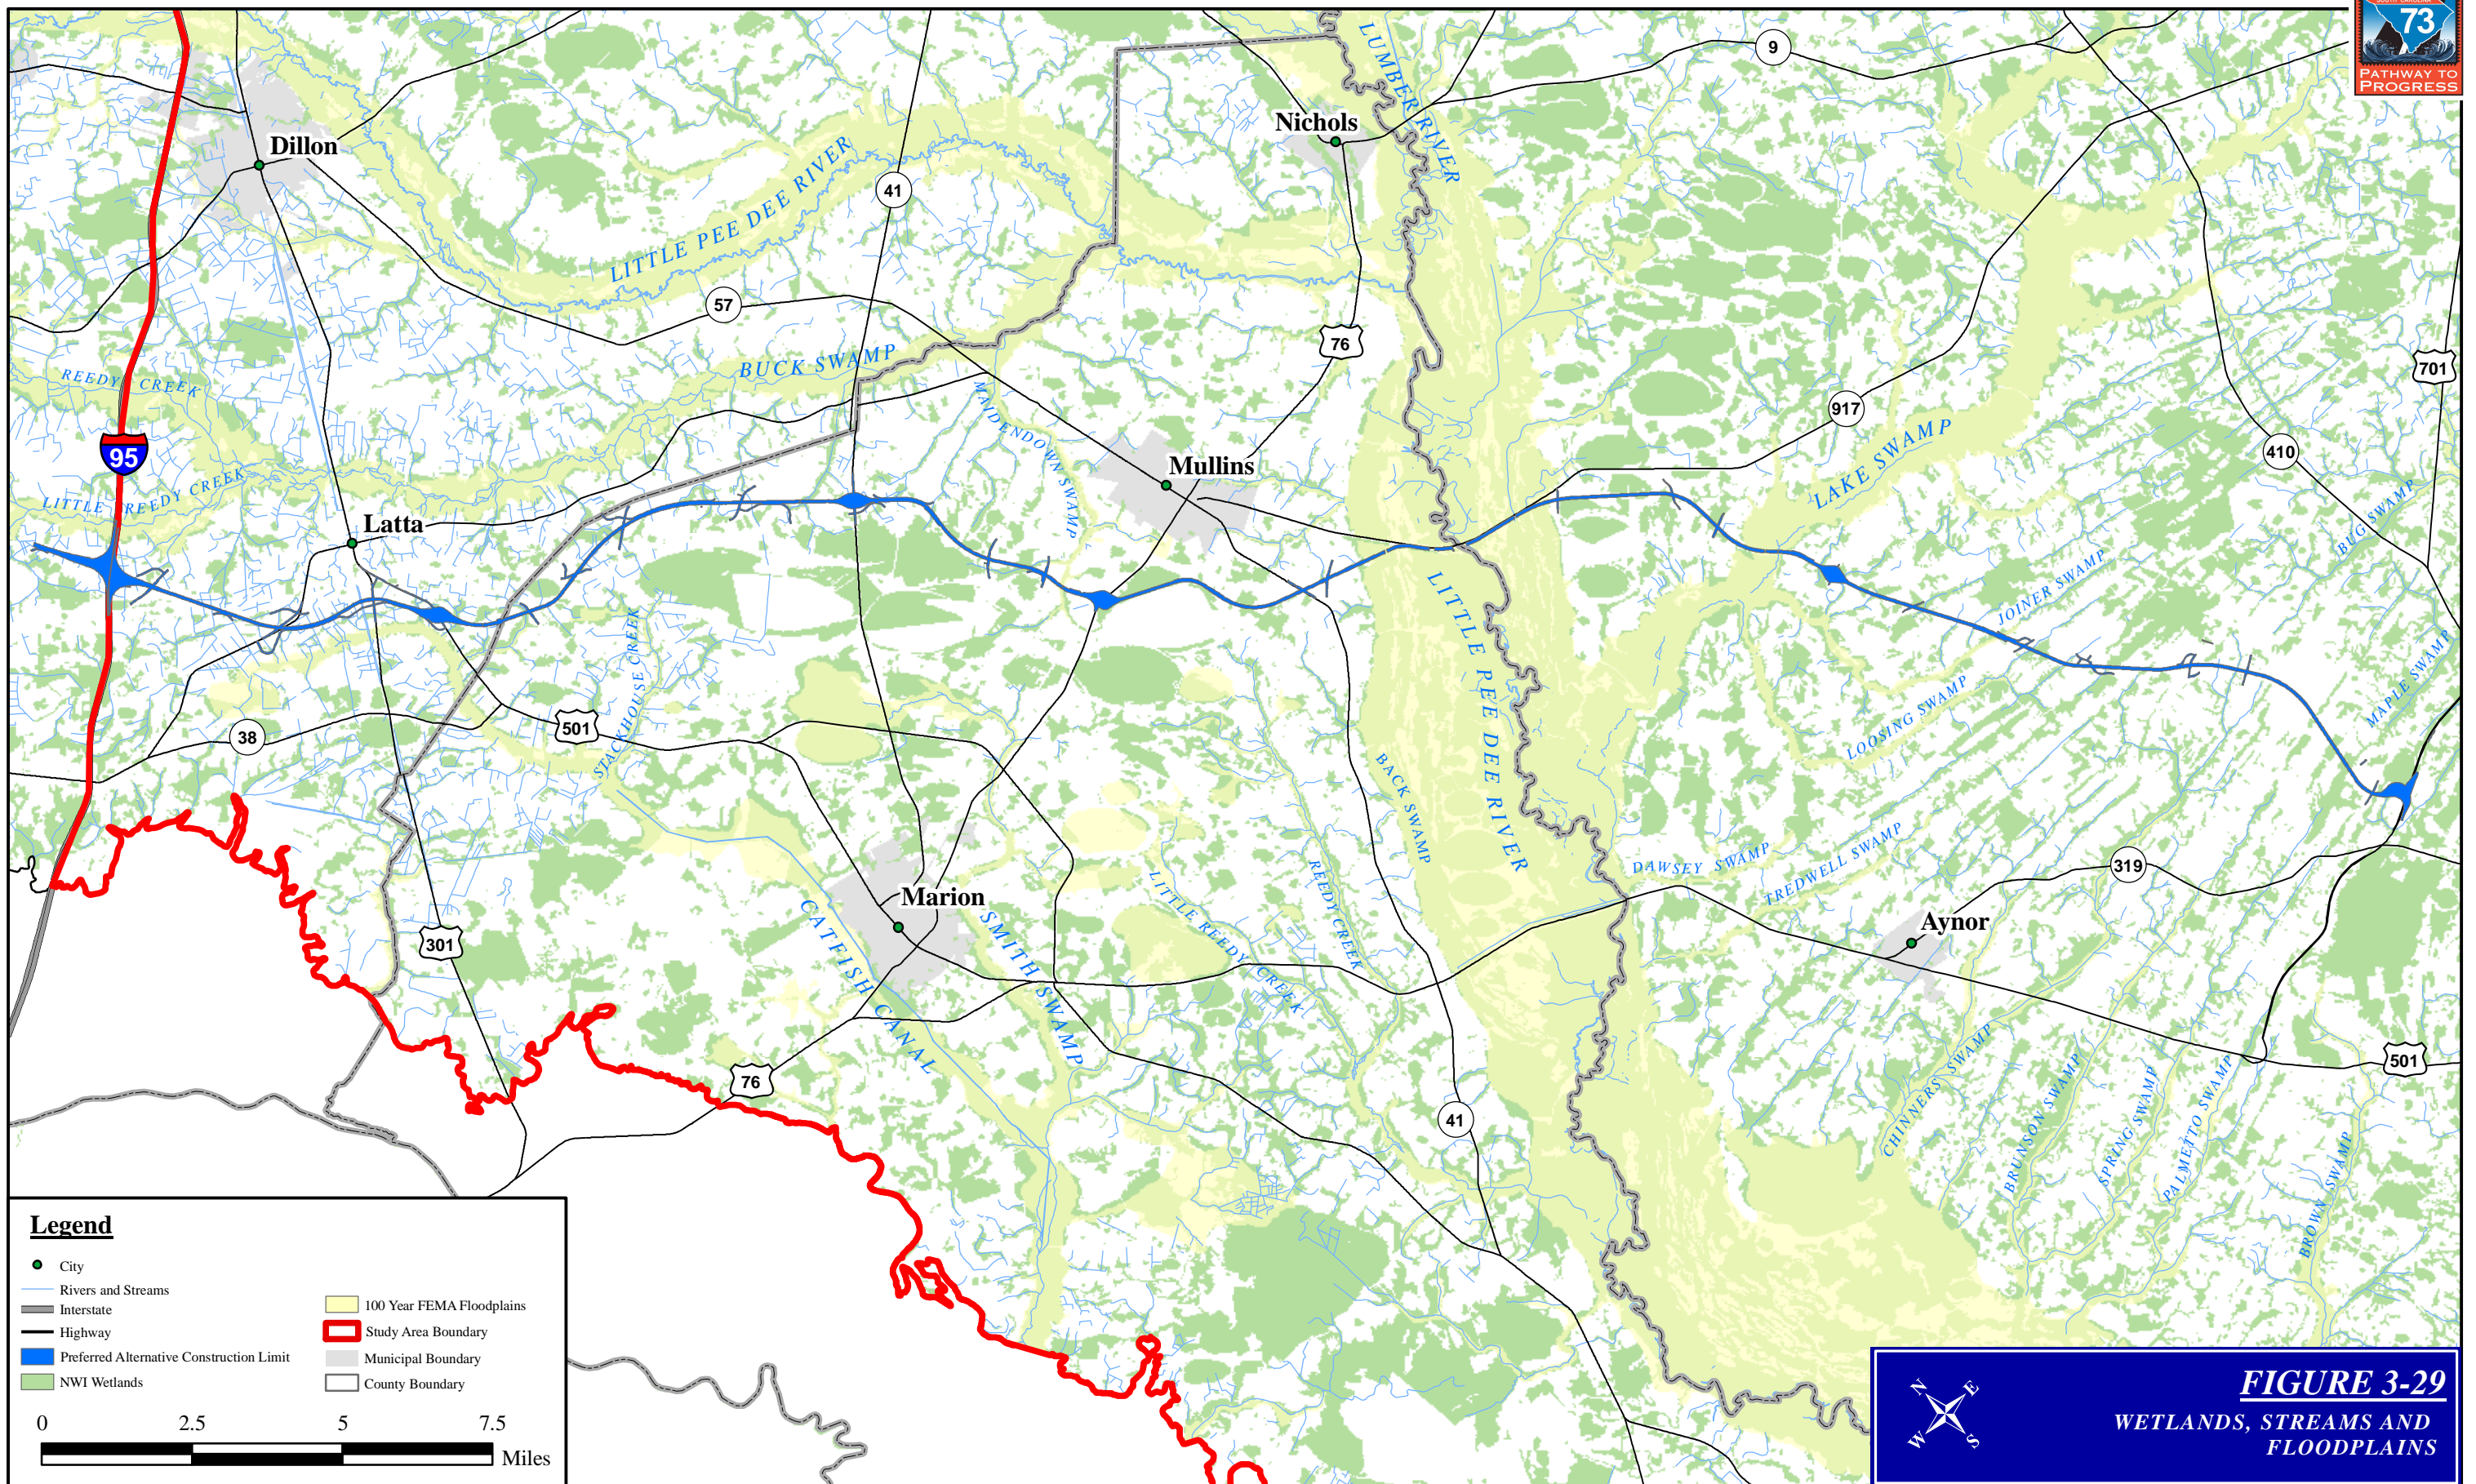 SOUTH CAROLINA
73
PATHWAY TO
PROGRESS
9
LUMBER RIVER
Nichols
Dillon
LITTLE PEE DEE RIVER
41
57
76
BUCK SWAMP
REEDY CREEK
701
MAIDENDOWN SWAMP
917
95
Mullins
LAKE SWAMP
410
LITTLE REEDY CREEK
BUG SWAMP
Latta
JOINER SWAMP
LITTLE PEE DEE RIVER
STACKHOUSE CREEK
MAPLE SWAMP
LOOSING SWAMP
501
38
BACK SWAMP
DAWSEY SWAMP
TREDWELL SWAMP
319
Marion
LITTLE REEDY CREEK
REEDY CREEK
Aynor
301
CATFISH CANAL
SMITH SWAMP
76
501
41
CHINNERS SWAMP
BRUNSON SWAMP
SPRING SWAMP
PALMETTO SWAMP
BROWN SWAMP
Legend
City
Rivers and Streams
Interstate
Highway
Preferred Alternative Construction Limit
NWI Wetlands
100 Year FEMA Floodplains
Study Area Boundary
Municipal Boundary
County Boundary
0 2.5 5 7.5
Miles
N E
W S
FIGURE 3-29
WETLANDS, STREAMS AND
FLOODPLAINS